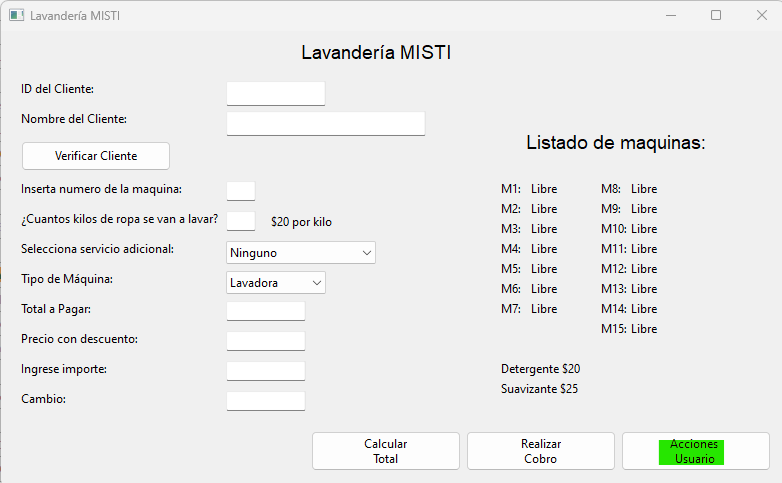 Lavandería MISTI
Lavandería MISTI
ID del Cliente:
Nombre del Cliente:
Verificar Cliente
Inserta numero de la maquina:
¿Cuantos kilos de ropa se van a lavar? $20 por kilo
Selecciona servicio adicional: Ninguno
Tipo de Máquina: Lavadora
Total a Pagar:
Precio con descuento:
Ingrese importe:
Cambio:
Listado de maquinas:
M1: Libre M8: Libre
M2: Libre M9: Libre
M3: Libre M10: Libre
M4: Libre M11: Libre
M5: Libre M12: Libre
M6: Libre M13: Libre
M7: Libre M14: Libre
M15: Libre
Detergente $20
Suavizante $25
Calcular
Total
Realizar
Cobro
Acciones
Usuario